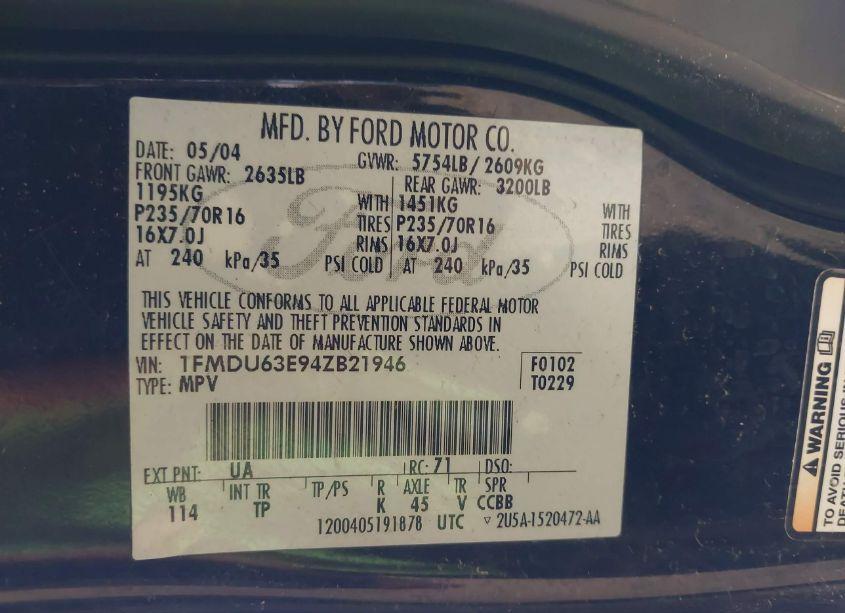 MFD. BY FORD MOTOR CO.
DATE: 05/04 GVWR: 5754LB/ 2609KG
FRONT GAWR: 2635LB REAR GAWR: 3200LB
1195KG WITH 1451KG WITH
P235/70R16 TIRES P235/70R16 TIRES
16X7.0J RIMS 16X7.0J RIMS
AT 240 kPa/35 PSI COLD AT 240 kPa/35 PSI COLD
Ford
THIS VEHICLE CONFORMS TO ALL APPLICABLE FEDERAL MOTOR
VEHICLE SAFETY AND THEFT PREVENTION STANDARDS IN
EFFECT ON THE DATE OF MANUFACTURE SHOWN ABOVE.
VIN: 1FMDU63E94ZB21946 F0102
TYPE: MPV T0229
EXT PNT: UA RC: 71 DSO:
WB INT TR TP/PS R AXLE TR SPR
114 TP K 45 V CCBB
1200405191878 UTC ▽ 2U5A-1520472-AA
WARNING
TO AVOID SERIOUS